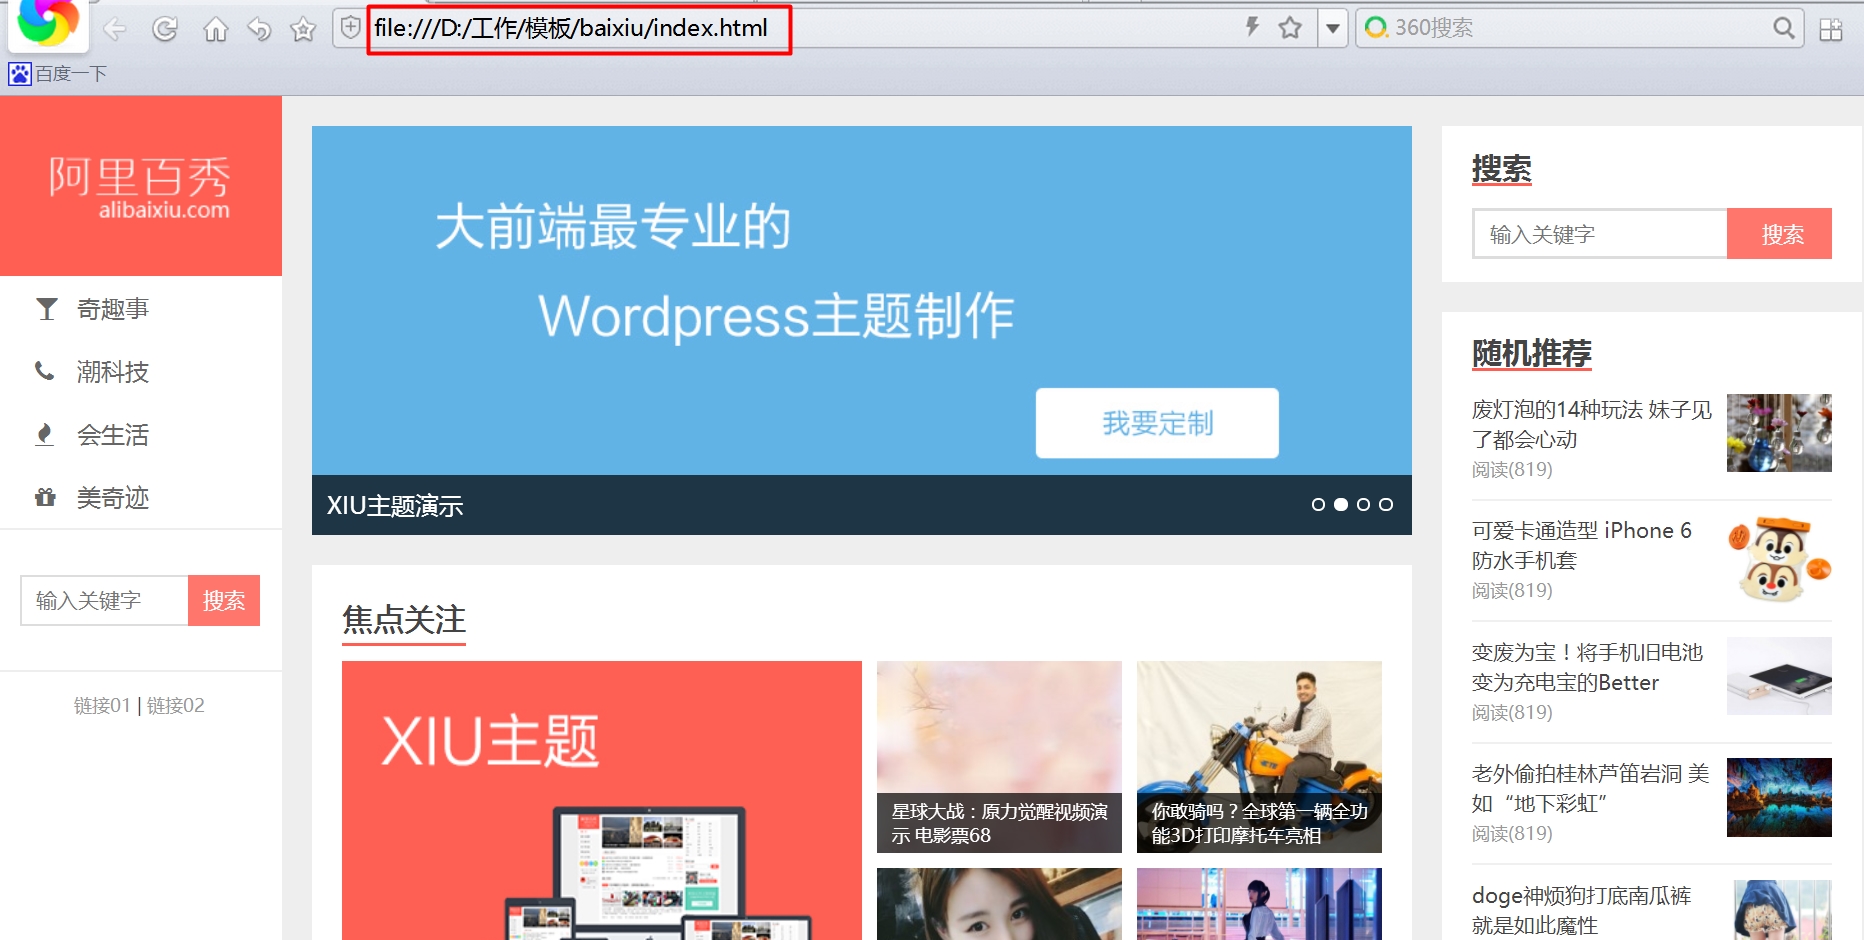 file:///D:/工作/模板/baixiu/index.html
360搜索
百度一下
阿里百秀
alibaixiu.com
奇趣事
潮科技
会生活
美奇迹
输入关键字
搜索
链接01 | 链接02
大前端最专业的
Wordpress主题制作
我要定制
XIU主题演示
焦点关注
XIU主题
星球大战：原力觉醒视频演
示 电影票68
你敢骑吗？全球第一辆全功
能3D打印摩托车亮相
搜索
输入关键字
搜索
随机推荐
废灯泡的14种玩法 妹子见
了都会心动
阅读(819)
可爱卡通造型 iPhone 6
防水手机套
阅读(819)
变废为宝！将手机旧电池
变为充电宝的Better
阅读(819)
老外偷拍桂林芦笛岩洞 美
如“地下彩虹”
阅读(819)
doge神烦狗打底南瓜裤
就是如此魔性